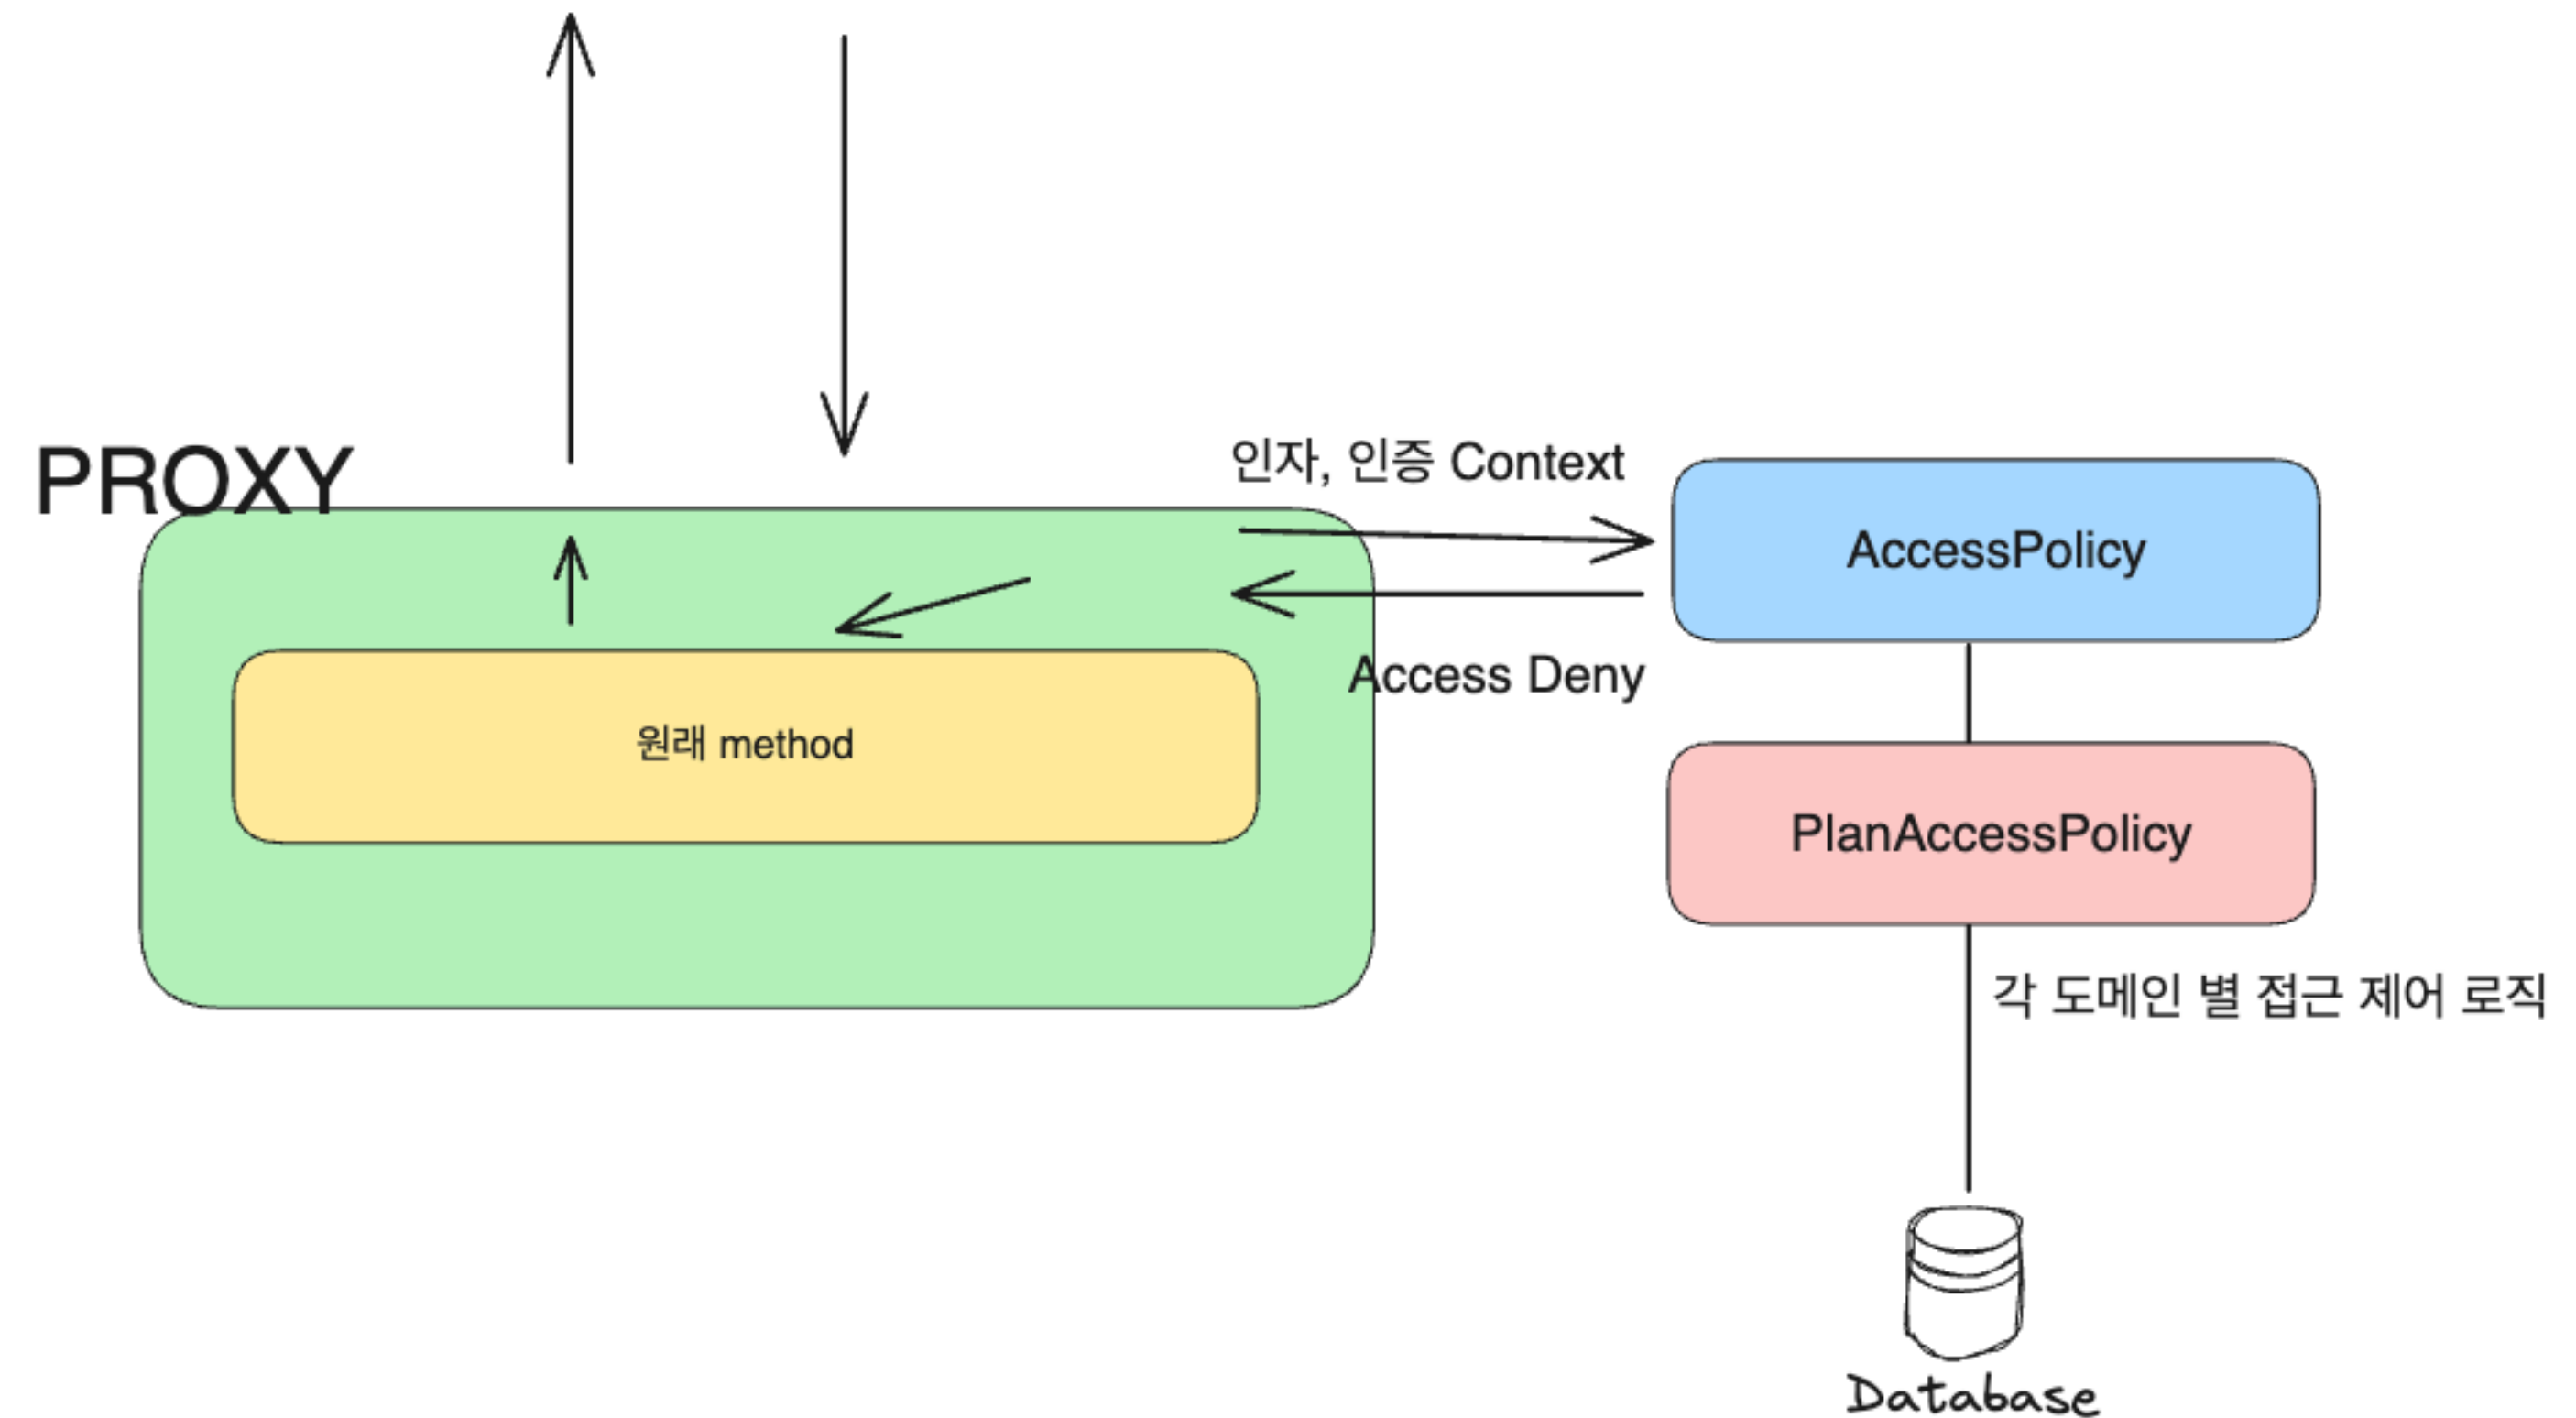 PROXY
인자, 인증 Context
AccessPolicy
Access Deny
원래 method
PlanAccessPolicy
각 도메인 별 접근 제어 로직
Database